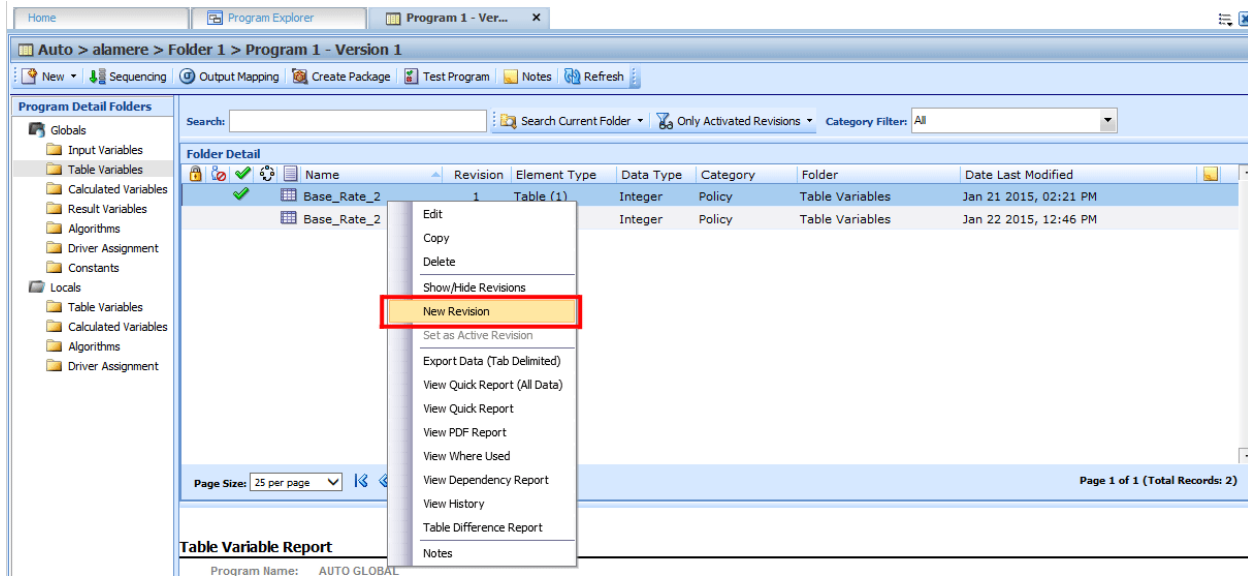 Home Program Explorer Program 1 - Ver... X
Auto > alamere > Folder 1 > Program 1 - Version 1
New Sequencing Output Mapping Create Package Test Program Notes Refresh
Program Detail Folders
Globals
Input Variables
Table Variables
Calculated Variables
Result Variables
Algorithms
Driver Assignment
Constants
Locals
Table Variables
Calculated Variables
Algorithms
Driver Assignment
Search: Search Current Folder Only Activated Revisions Category Filter: All
Folder Detail
Name Revision Element Type Data Type Category Folder Date Last Modified
Base_Rate_2 1 Table (1) Integer Policy Table Variables Jan 21 2015, 02:21 PM
Base_Rate_2 Integer Policy Table Variables Jan 22 2015, 12:46 PM
Edit
Copy
Delete
Show/Hide Revisions
New Revision
Set as Active Revision
Export Data (Tab Delimited)
View Quick Report (All Data)
View Quick Report
View PDF Report
View Where Used
View Dependency Report
View History
Table Difference Report
Notes
Page Size: 25 per page Page 1 of 1 (Total Records: 2)
Table Variable Report
Program Name: AUTO GLOBAL